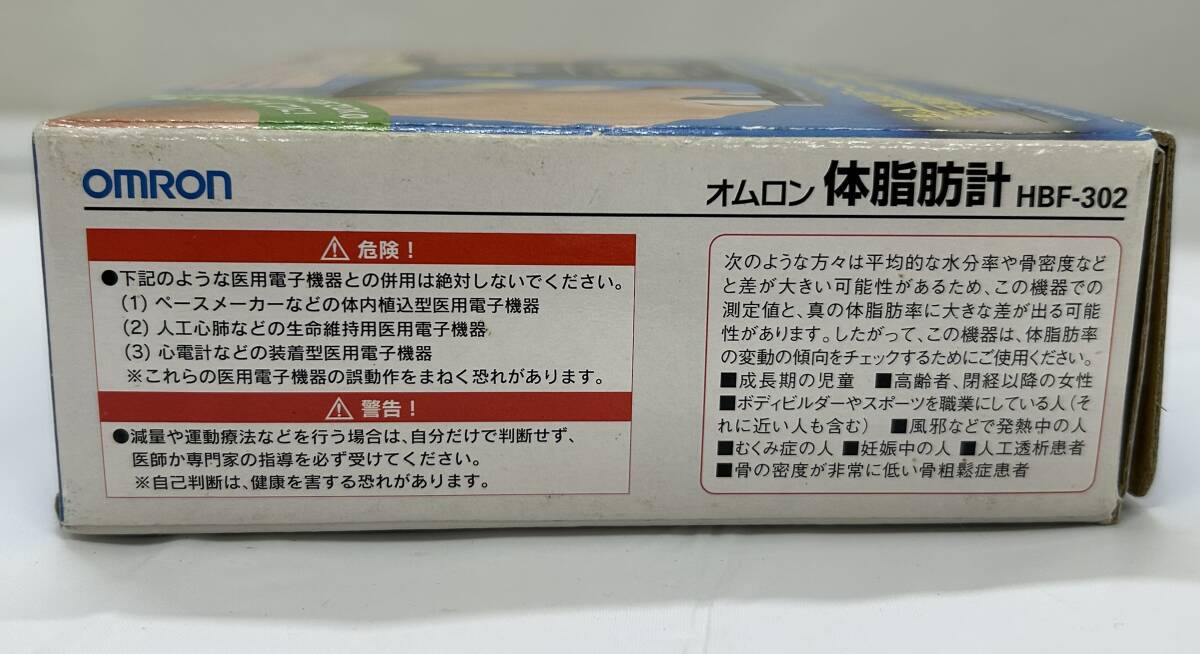 OMRON
オムロン 体脂肪計 HBF-302
危険！
●下記のような医用電子機器との併用は絶対しないでください。
(1) ペースメーカーなどの体内植込型医用電子機器
(2) 人工心肺などの生命維持用医用電子機器
(3) 心電計などの装着型医用電子機器
※これらの医用電子機器の誤動作をまねく恐れがあります。
警告！
●減量や運動療法などを行う場合は、自分だけで判断せず、
医師か専門家の指導を必ず受けてください。
※自己判断は、健康を害する恐れがあります。
次のような方々は平均的な水分率や骨密度など
と差が大きい可能性があるため、この機器での
測定値と、真の体脂肪率に大きな差が出る可能
性があります。したがって、この機器は、体脂肪率
の変動の傾向をチェックするためにご使用ください。
■成長期の児童 ■高齢者、閉経以降の女性
■ボディビルダーやスポーツを職業にしている人（そ
れに近い人も含む） ■風邪などで発熱中の人
■むくみ症の人 ■妊娠中の人 ■人工透析患者
■骨の密度が非常に低い骨粗鬆症患者